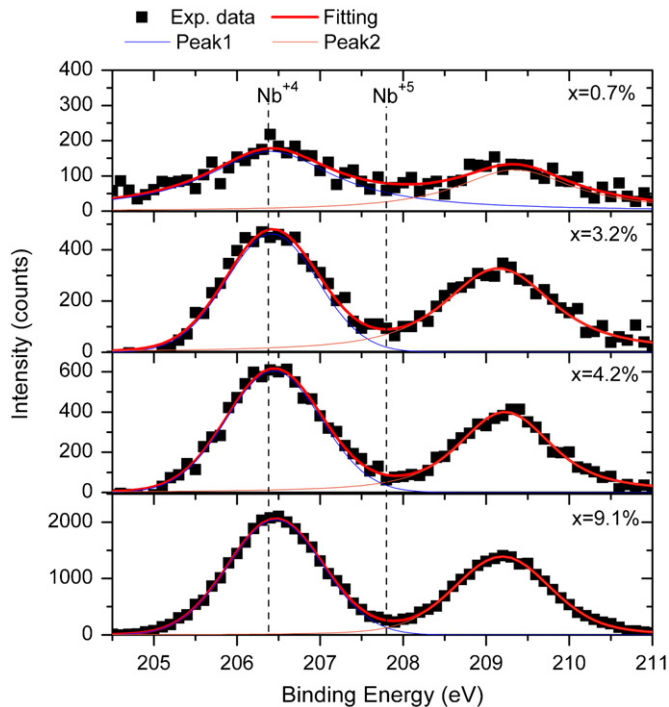 Exp. data Fitting
Peak1 Peak2
400
Nb+4 Nb+5 x=0.7%
300
200
100
0
x=3.2%
400
200
0
600 x=4.2%
400
200
0
x=9.1%
2000
1000
0
205 206 207 208 209 210 211
Intensity (counts)
Binding Energy (eV)